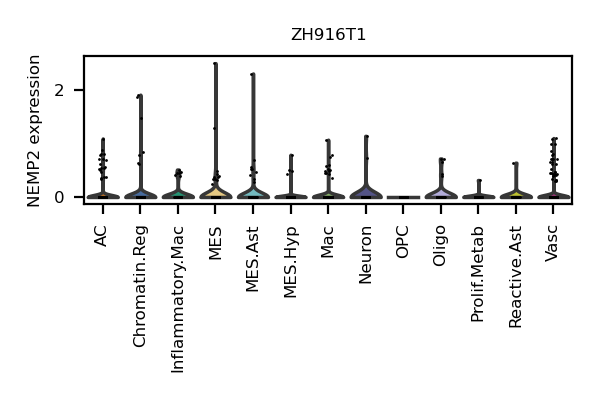 ZH916T1
NEMP2 expression
2
0
AC
Chromatin.Reg
Inflammatory.Mac
MES
MES.Ast
MES.Hyp
Mac
Neuron
OPC
Oligo
Prolif.Metab
Reactive.Ast
Vasc